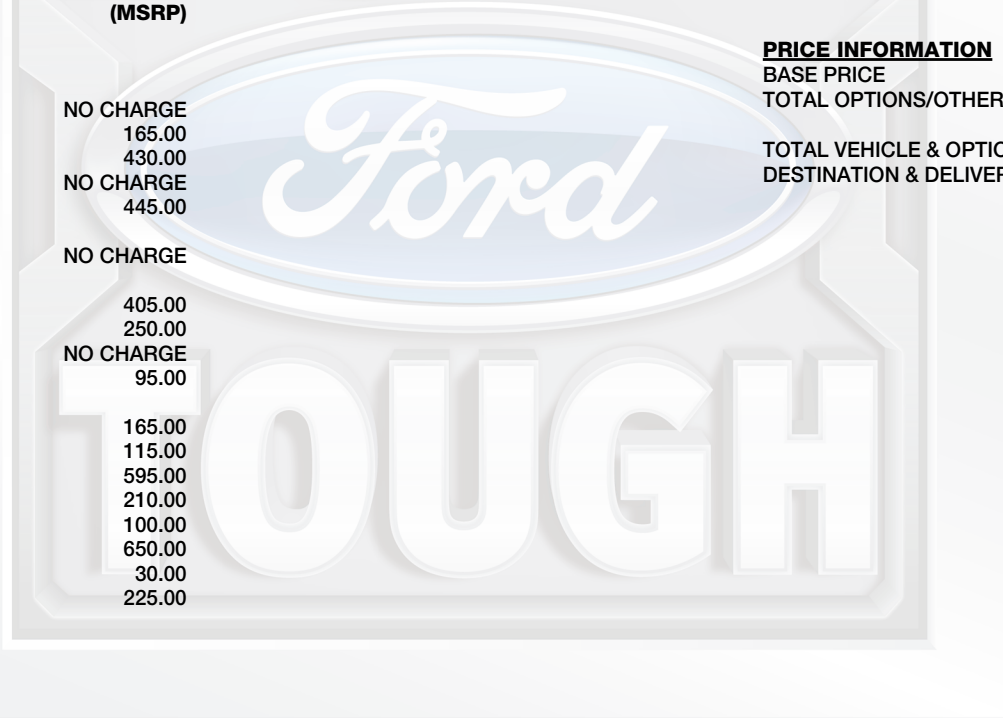 (MSRP)
NO CHARGE
165.00
430.00
NO CHARGE
445.00
NO CHARGE
405.00
250.00
NO CHARGE
95.00
165.00
115.00
595.00
210.00
100.00
650.00
30.00
225.00
PRICE INFORMATION
BASE PRICE
TOTAL OPTIONS/OTHER
TOTAL VEHICLE & OPTIO
DESTINATION & DELIVER
Ford
TOUGH